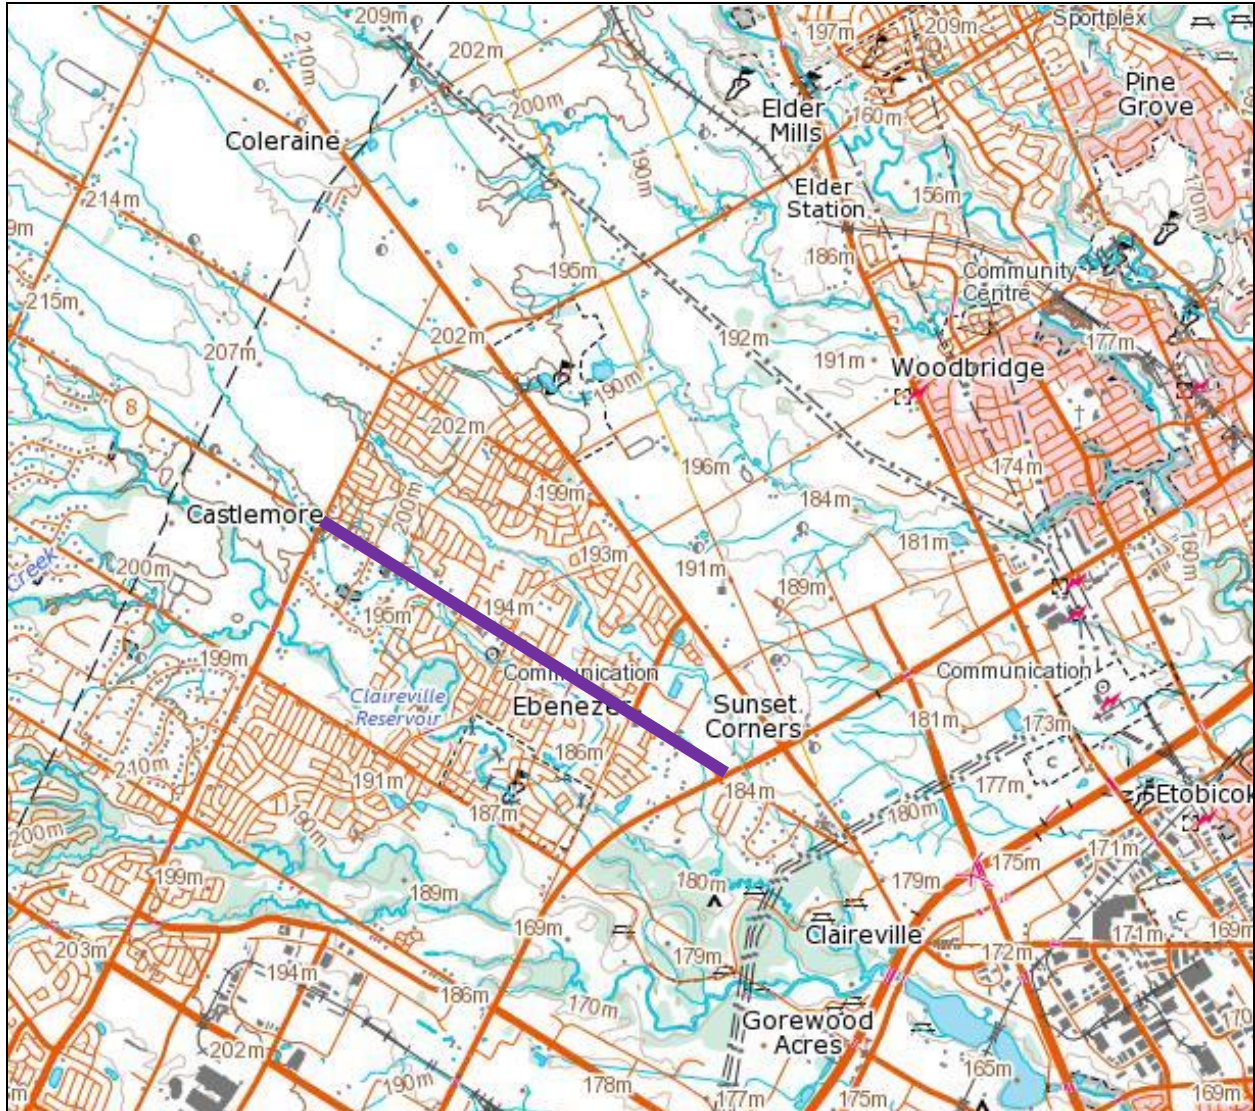 209m
202m
197m
209m
Sportplex
210m
Pine
Grove
200m
Elder
Mills
160m
Coleraine
190m
Elder
Station
156m
170m
214m
186m
195m
Community
Centre
215m
202m
192m
177m
207m
191m
Woodbridge
190m
8
202m
196m
174m
199m
184m
Castlemore
200m
193m
181m
160m
191m
200m
Creek
189m
195m
194m
199m
Communication
Communication
Claireville
Reservoir
Ebeneze
Sunset
Corners
181m
173m
210m
191m
186m
184m
177m
190m
187m
180m
Etobicok
200m
175m
171m
199m
189m
180m
179m
C
C
169m
Claireville
171m
169m
203m
179m
172m
194m
186m
170m
Gorewood
Acres
202m
165m
190m
178m
177m
175m
169m